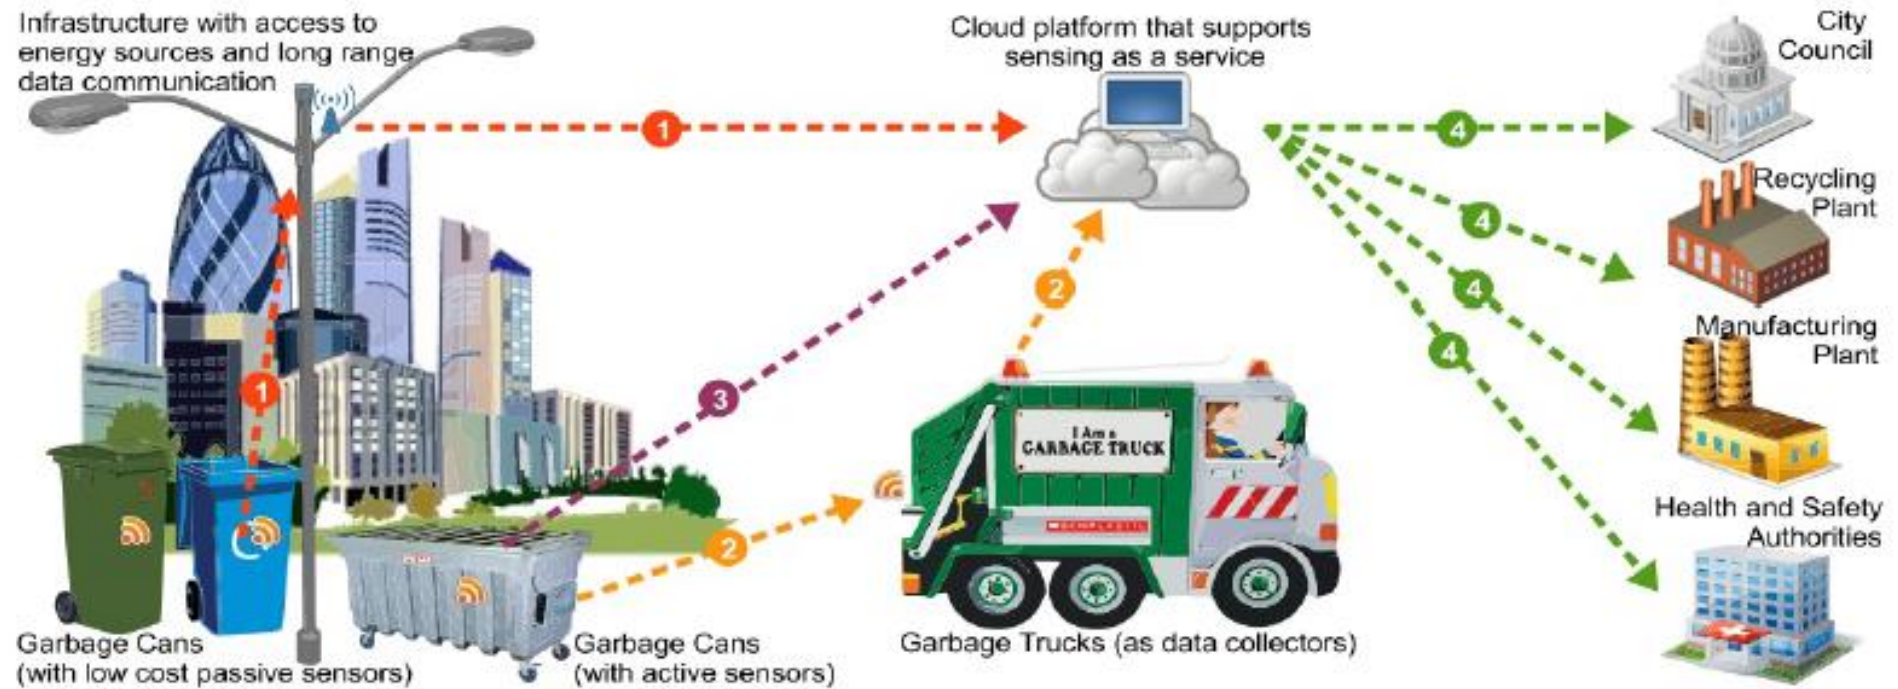 Infrastructure with access to
energy sources and long range
data communication
Cloud platform that supports
sensing as a service
City
Council
1
4
Recycling
Plant
4
2
4
Manufacturing
Plant
4
1
3
I Am a
GARBAGE TRUCK
Health and Safety
Authorities
SCHOLASTIC
2
Garbage Cans
(with low cost passive sensors)
Garbage Cans
(with active sensors)
Garbage Trucks (as data collectors)